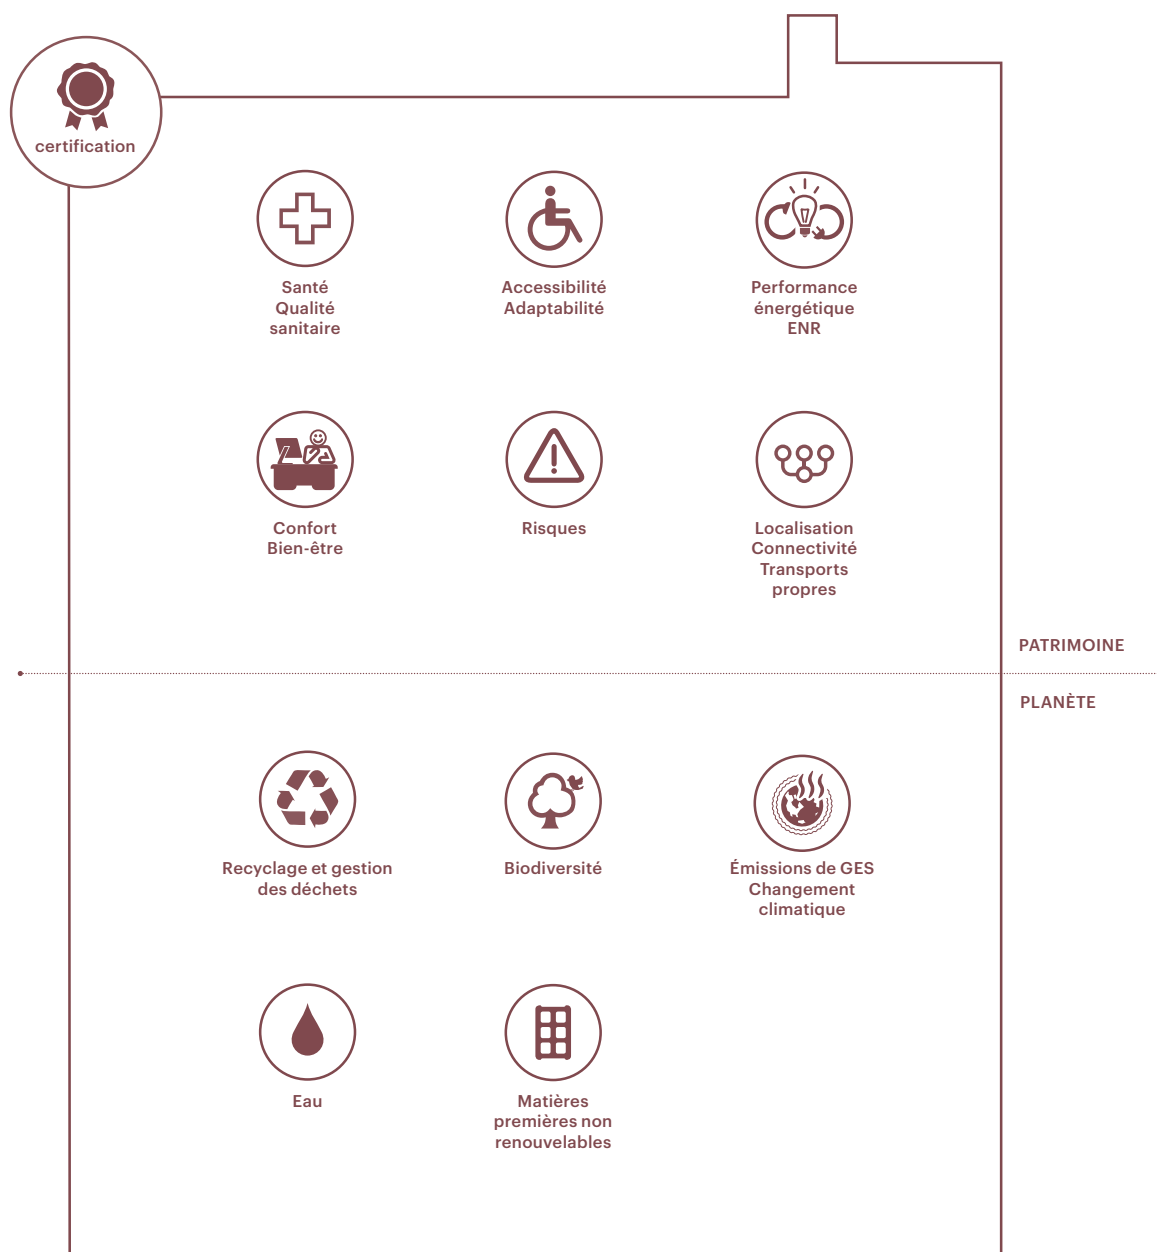 certification
Santé
Qualité
sanitaire
Accessibilité
Adaptabilité
Performance
énergétique
ENR
Confort
Bien-être
Risques
Localisation
Connectivité
Transports
propres
PATRIMOINE
PLANÈTE
Recyclage et gestion
des déchets
Biodiversité
Émissions de GES
Changement
climatique
Eau
Matières
premières non
renouvelables